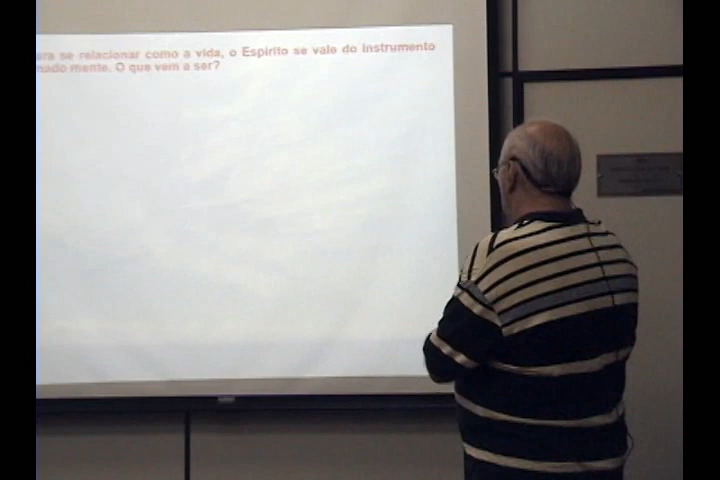 ara se relacionar como a vida, o Espírito se vale do instrumento
nado mente. O que vem a ser?